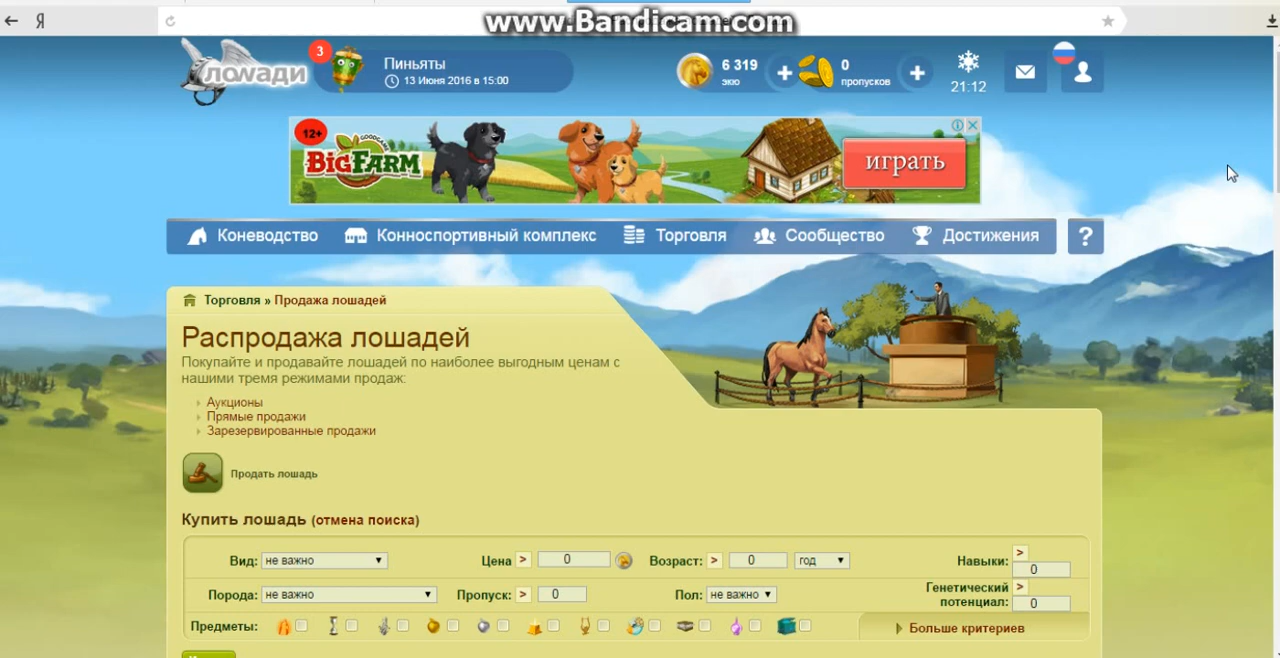 Я
www.Bandicam.com
лоwади
3
Пиньяты
13 Июня 2016 в 15:00
6 319
экю
0
пропусков
21:12
12+
GOODGAME
BIGFARM
играть
Коневодство
Конноспортивный комплекс
Торговля
Сообщество
Достижения
?
Торговля » Продажа лошадей
Распродажа лошадей
Покупайте и продавайте лошадей по наиболее выгодным ценам с
нашими тремя режимами продаж:
Аукционы
Прямые продажи
Зарезервированные продажи
Продать лошадь
Купить лошадь (отмена поиска)
Вид: не важно Цена > 0 Возраст: > 0 год Навыки: > 0
Порода: не важно Пропуск: > 0 Пол: не важно Генетический потенциал: > 0
Предметы:
Больше критериев